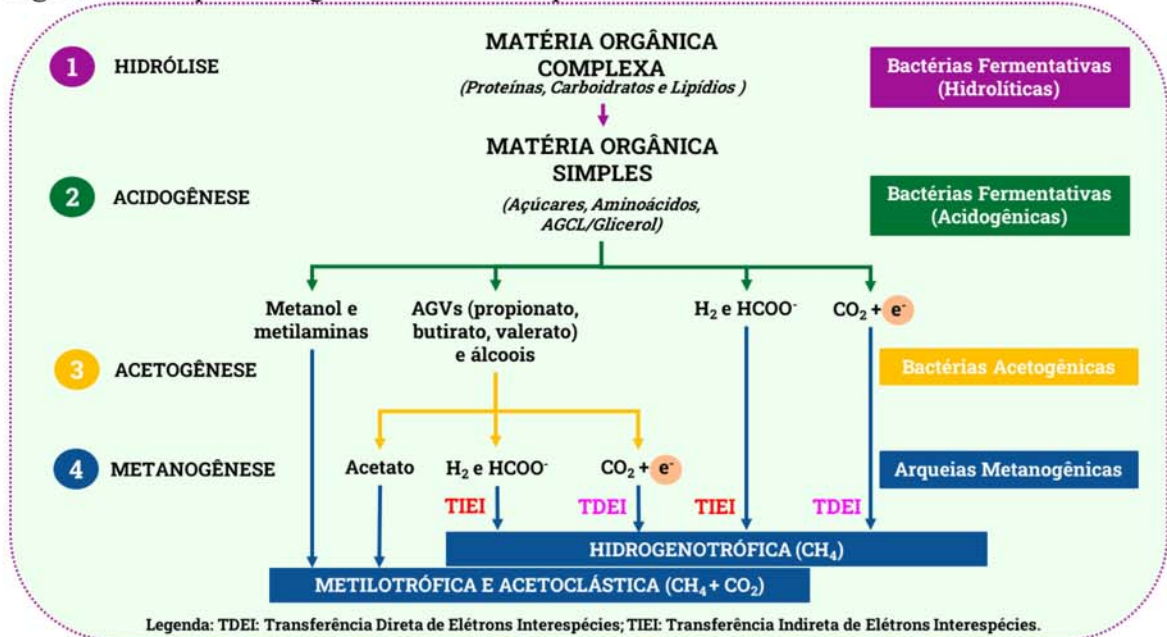 1 HIDRÓLISE
MATÉRIA ORGÂNICA
COMPLEXA
(Proteínas, Carboidratos e Lipídios )
Bactérias Fermentativas
(Hidrolíticas)
MATÉRIA ORGÂNICA
SIMPLES
2 ACIDOGÊNESE
(Açúcares, Aminoácidos,
AGCL/Glicerol)
Bactérias Fermentativas
(Acidogênicas)
Metanol e
metilaminas
AGVs (propionato,
butirato, valerato)
e álcoois
H₂ e HCOO⁻
CO₂ + e⁻
3 ACETOGÊNESE
Bactérias Acetogênicas
4 METANOGÊNESE
Acetato
H₂ e HCOO⁻
CO₂ + e⁻
Arqueias Metanogênicas
TIEI
TDEI
TIEI
TDEI
HIDROGENOTRÓFICA (CH₄)
METILOTRÓFICA E ACETOCLÁSTICA (CH₄ + CO₂)
Legenda: TDEI: Transferência Direta de Elétrons Interespécies; TIEI: Transferência Indireta de Elétrons Interespécies.